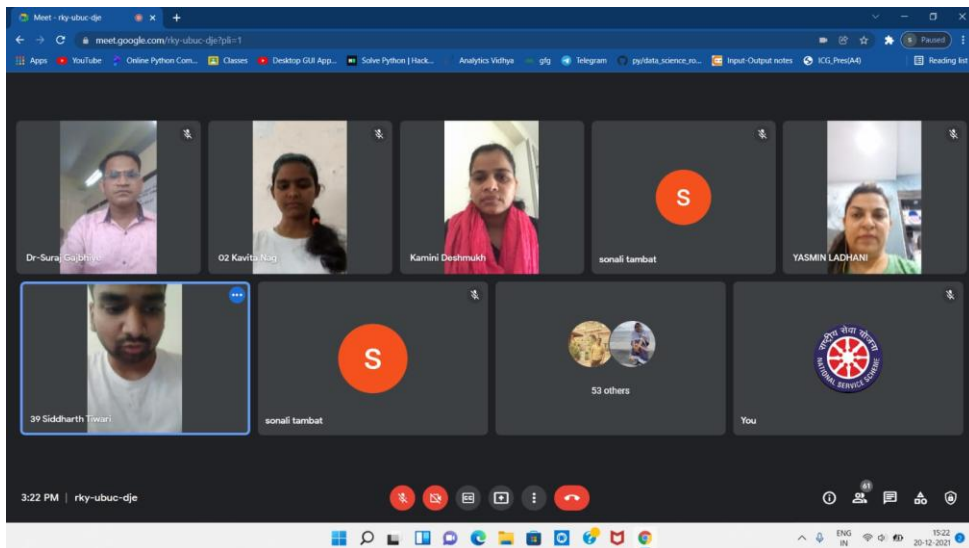 Meet - rky-ubuc-dje
meet.google.com/rky-ubuc-dje?pli=1
Paused
Apps
YouTube
Online Python Com...
Classes
Desktop GUI App...
Solve Python | Hack...
Analytics Vidhya
gfg
Telegram
py/data_science_ro...
Input-Output notes
ICG_Pres(A4)
Reading list
Dr-Suraj Gajbhiye
02 Kavita Nag
Kamini Deshmukh
S
sonali tambat
YASMIN LADHANI
39 Siddharth Tiwari
S
sonali tambat
53 others
राष्ट्रीय सेवा योजना
NATIONAL SERVICE SCHEME
You
3:22 PM | rky-ubuc-dje
61
ENG
IN
15:22
20-12-2021